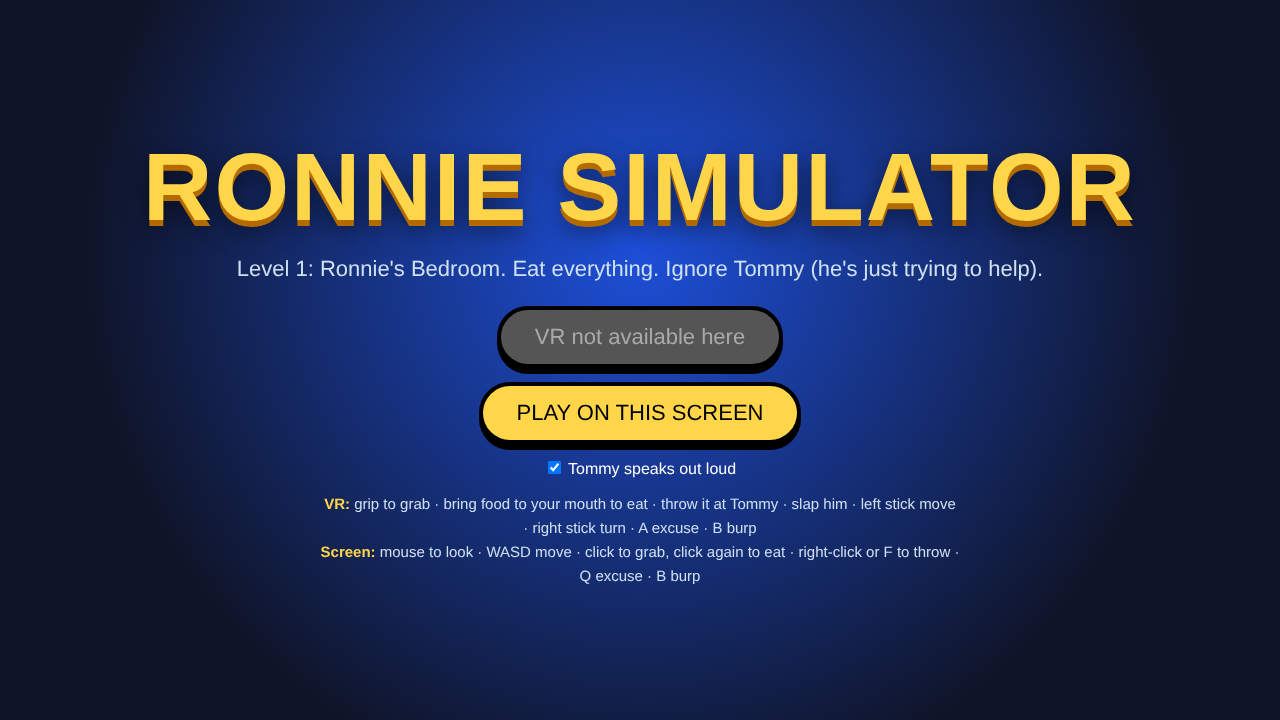 RONNIE SIMULATOR
Level 1: Ronnie's Bedroom. Eat everything. Ignore Tommy (he's just trying to help).
VR not available here
PLAY ON THIS SCREEN
Tommy speaks out loud
VR: grip to grab · bring food to your mouth to eat · throw it at Tommy · slap him · left stick move
· right stick turn · A excuse · B burp
Screen: mouse to look · WASD move · click to grab, click again to eat · right-click or F to throw ·
Q excuse · B burp